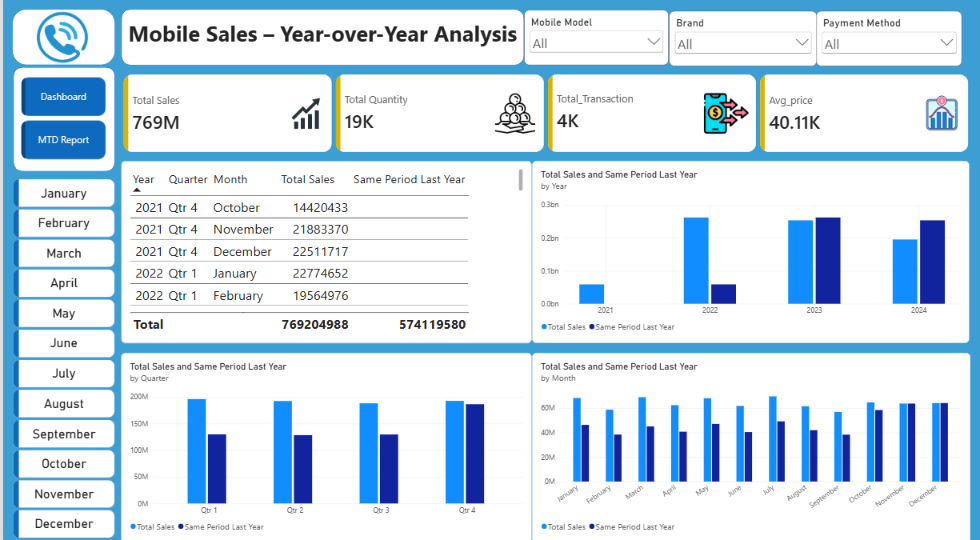 Mobile Sales – Year-over-Year Analysis
Mobile Model
All
Brand
All
Payment Method
All
Dashboard
MTD Report
January
February
March
April
May
June
July
August
September
October
November
December
Total Sales
769M
Total Quantity
19K
Total_Transaction
4K
Avg_price
40.11K
Year Quarter Month Total Sales Same Period Last Year
2021 Qtr 4 October 14420433
2021 Qtr 4 November 21883370
2021 Qtr 4 December 22511717
2022 Qtr 1 January 22774652
2022 Qtr 1 February 19564976
Total 769204988 574119580
Total Sales and Same Period Last Year
by Year
0.3bn
0.2bn
0.1bn
0.0bn
2021 2022 2023 2024
Total Sales Same Period Last Year
Total Sales and Same Period Last Year
by Quarter
200M
150M
100M
50M
0M
Qtr 1 Qtr 2 Qtr 3 Qtr 4
Total Sales Same Period Last Year
Total Sales and Same Period Last Year
by Month
60M
40M
20M
0M
January February March April May June July August September October November December
Total Sales Same Period Last Year